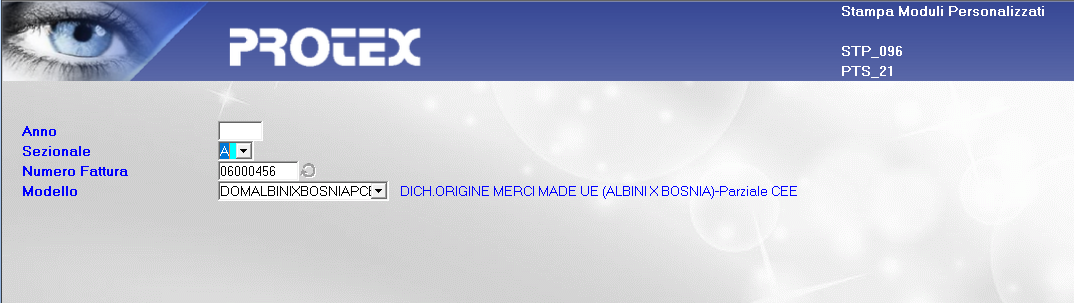 PROTEX
Stampa Moduli Personalizzati
STP_096
PTS_21
Anno
Sezionale A
Numero Fattura 06000456
Modello DOMALBINIXBOSNIAPCE DICH.ORIGINE MERCI MADE UE (ALBINI X BOSNIA)-Parziale CEE